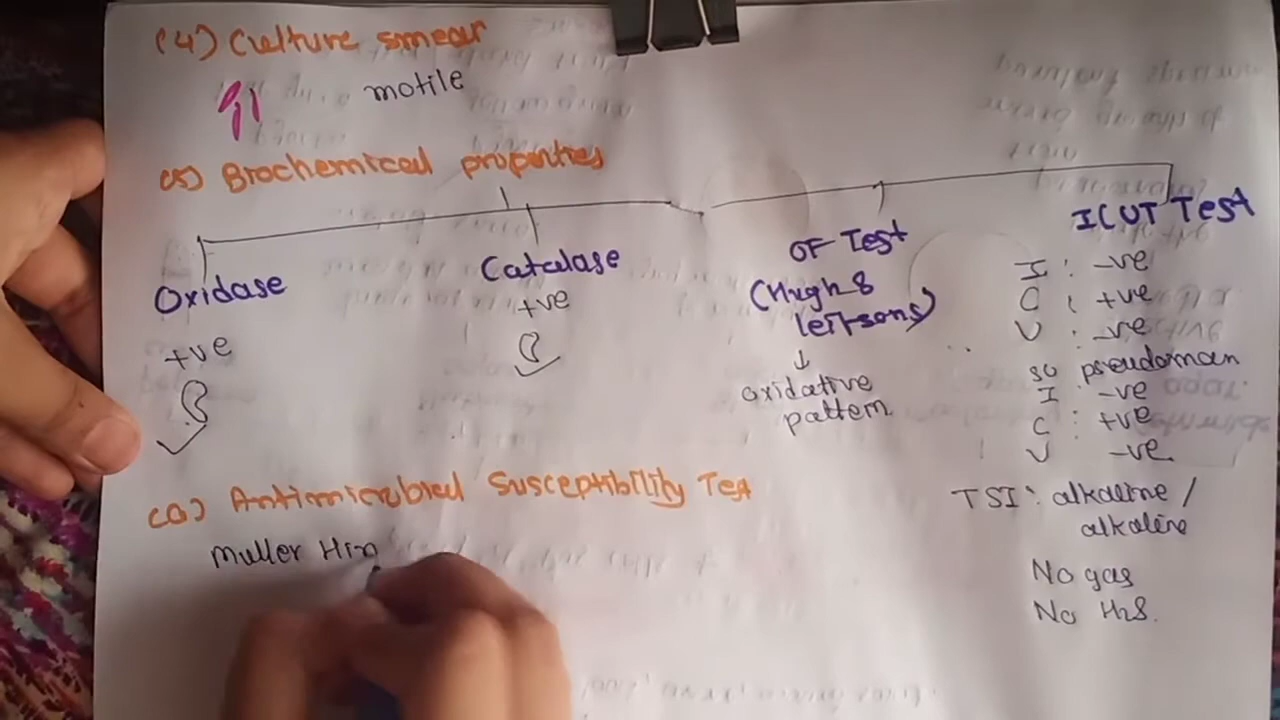 (4) Culture smear
motile
(5) Biochemical properties
Oxidase
+ve
Catalase
+ve
OF Test
(Hugh &
leifsons)
↓
oxidative
pattern
ICUT Test
I : -ve
C : +ve
U : -ve
so pseudomon
I -ve
C : +ve
U -ve
TSI : alkaline /
alkaline
No gas
No H2S.
(6) Antimicrobial Susceptibility Test
Muller Hin